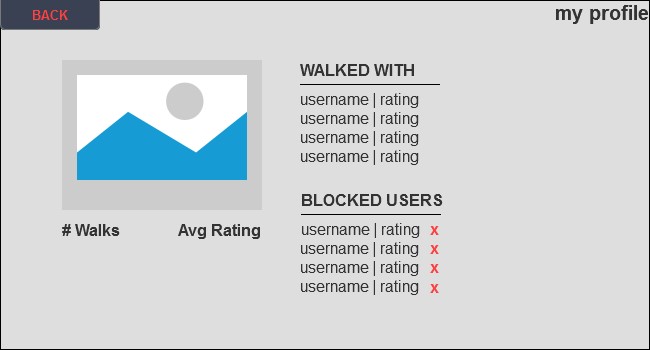 BACK
my profile
WALKED WITH
username | rating
username | rating
username | rating
username | rating
# Walks
Avg Rating
BLOCKED USERS
username | rating x
username | rating x
username | rating x
username | rating x